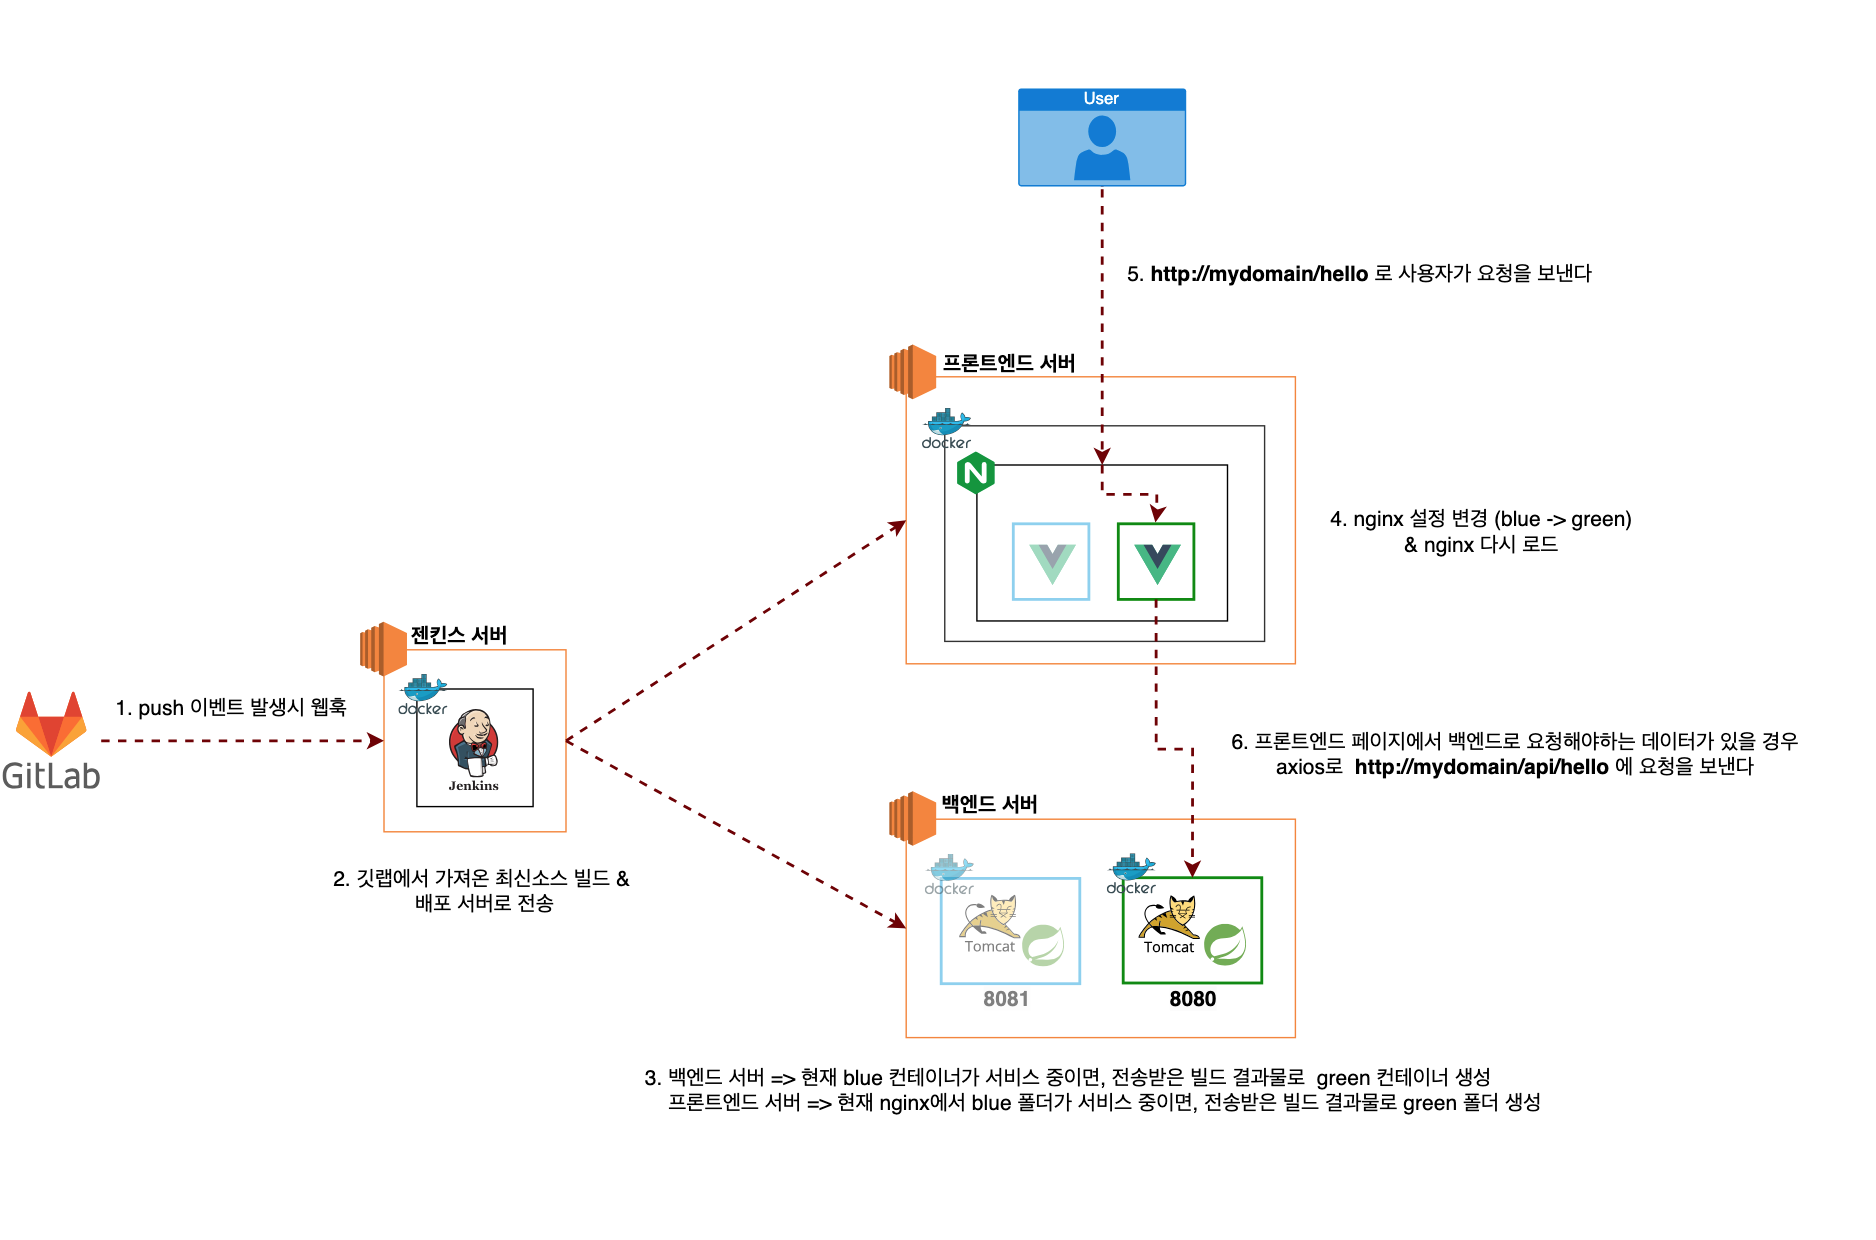 User
5. http://mydomain/hello 로 사용자가 요청을 보낸다
프론트엔드 서버
docker
4. nginx 설정 변경 (blue -> green)
& nginx 다시 로드
젠킨스 서버
docker
Jenkins
1. push 이벤트 발생시 웹훅
GitLab
2. 깃랩에서 가져온 최신소스 빌드 &
배포 서버로 전송
6. 프론트엔드 페이지에서 백엔드로 요청해야하는 데이터가 있을 경우
axios로 http://mydomain/api/hello 에 요청을 보낸다
백엔드 서버
docker
Tomcat
8081
docker
Tomcat
8080
3. 백엔드 서버 => 현재 blue 컨테이너가 서비스 중이면, 전송받은 빌드 결과물로 green 컨테이너 생성
프론트엔드 서버 => 현재 nginx에서 blue 폴더가 서비스 중이면, 전송받은 빌드 결과물로 green 폴더 생성